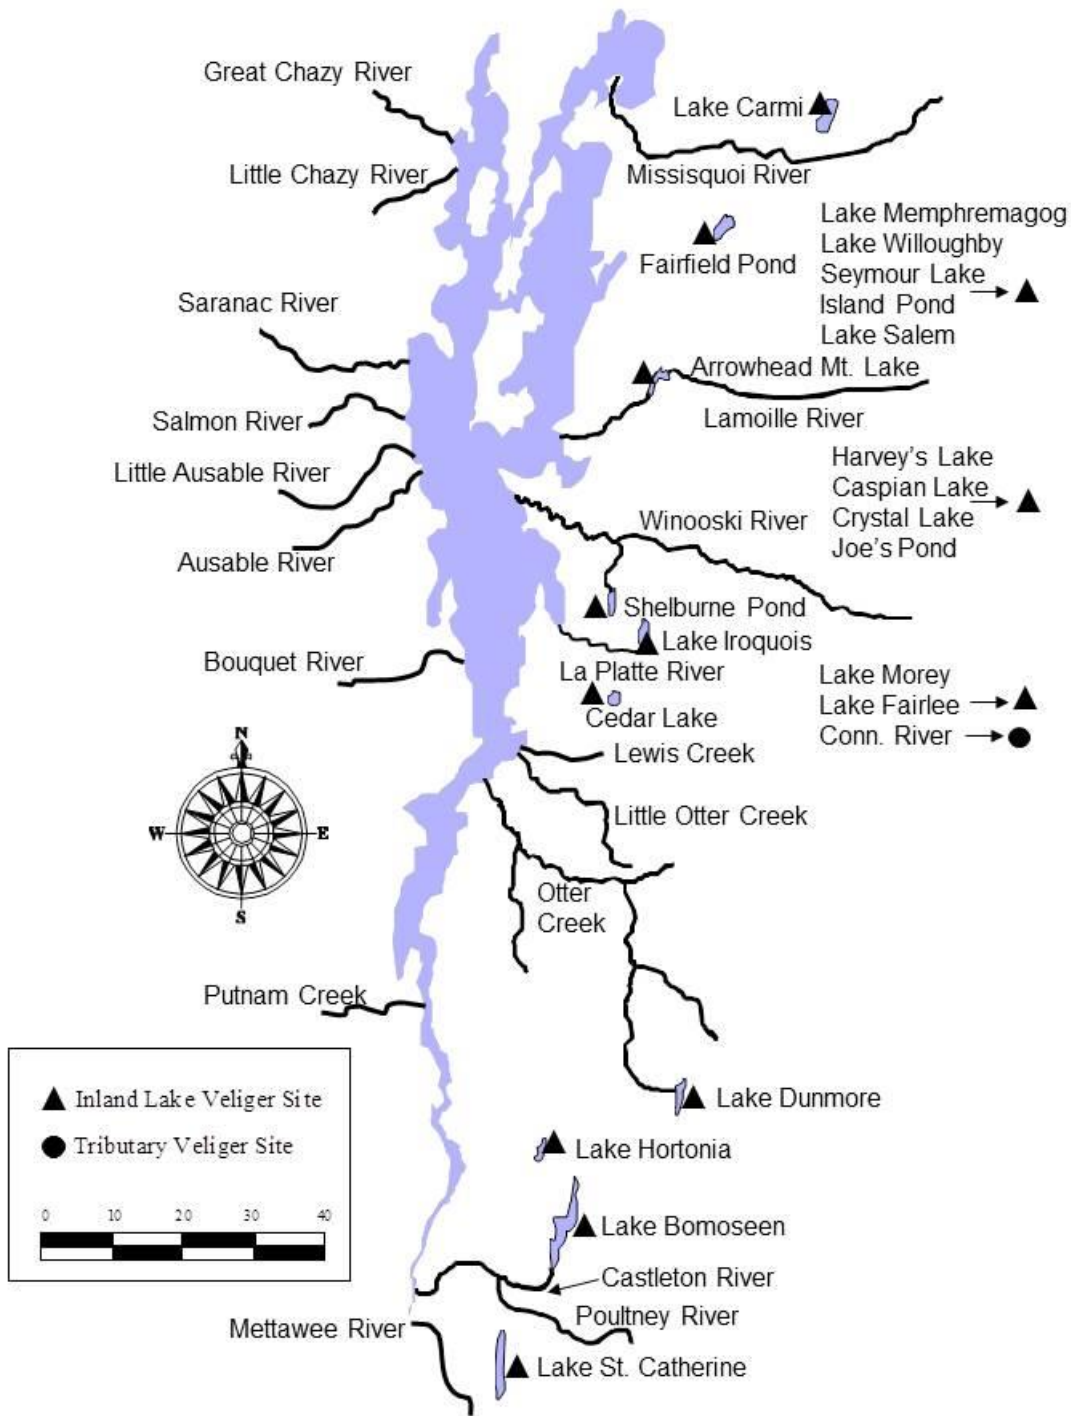 Great Chazy River
Lake Carmi
Little Chazy River
Missisquoi River
Lake Memphremagog
Lake Willoughby
Seymour Lake
Island Pond
Lake Salem
Fairfield Pond
Saranac River
Arrowhead Mt. Lake
Salmon River
Lamoille River
Little Ausable River
Harvey's Lake
Caspian Lake
Crystal Lake
Joe's Pond
Winooski River
Ausable River
Shelburne Pond
Lake Iroquois
Bouquet River
La Platte River
Lake Morey
Lake Fairlee
Conn. River
Cedar Lake
N
W
E
S
Lewis Creek
Little Otter Creek
Otter
Creek
Putnam Creek
Inland Lake Veliger Site
Tributary Veliger Site
0 10 20 30 40
Lake Dunmore
Lake Hortonia
Lake Bomoseen
Castleton River
Poultney River
Mettawee River
Lake St. Catherine